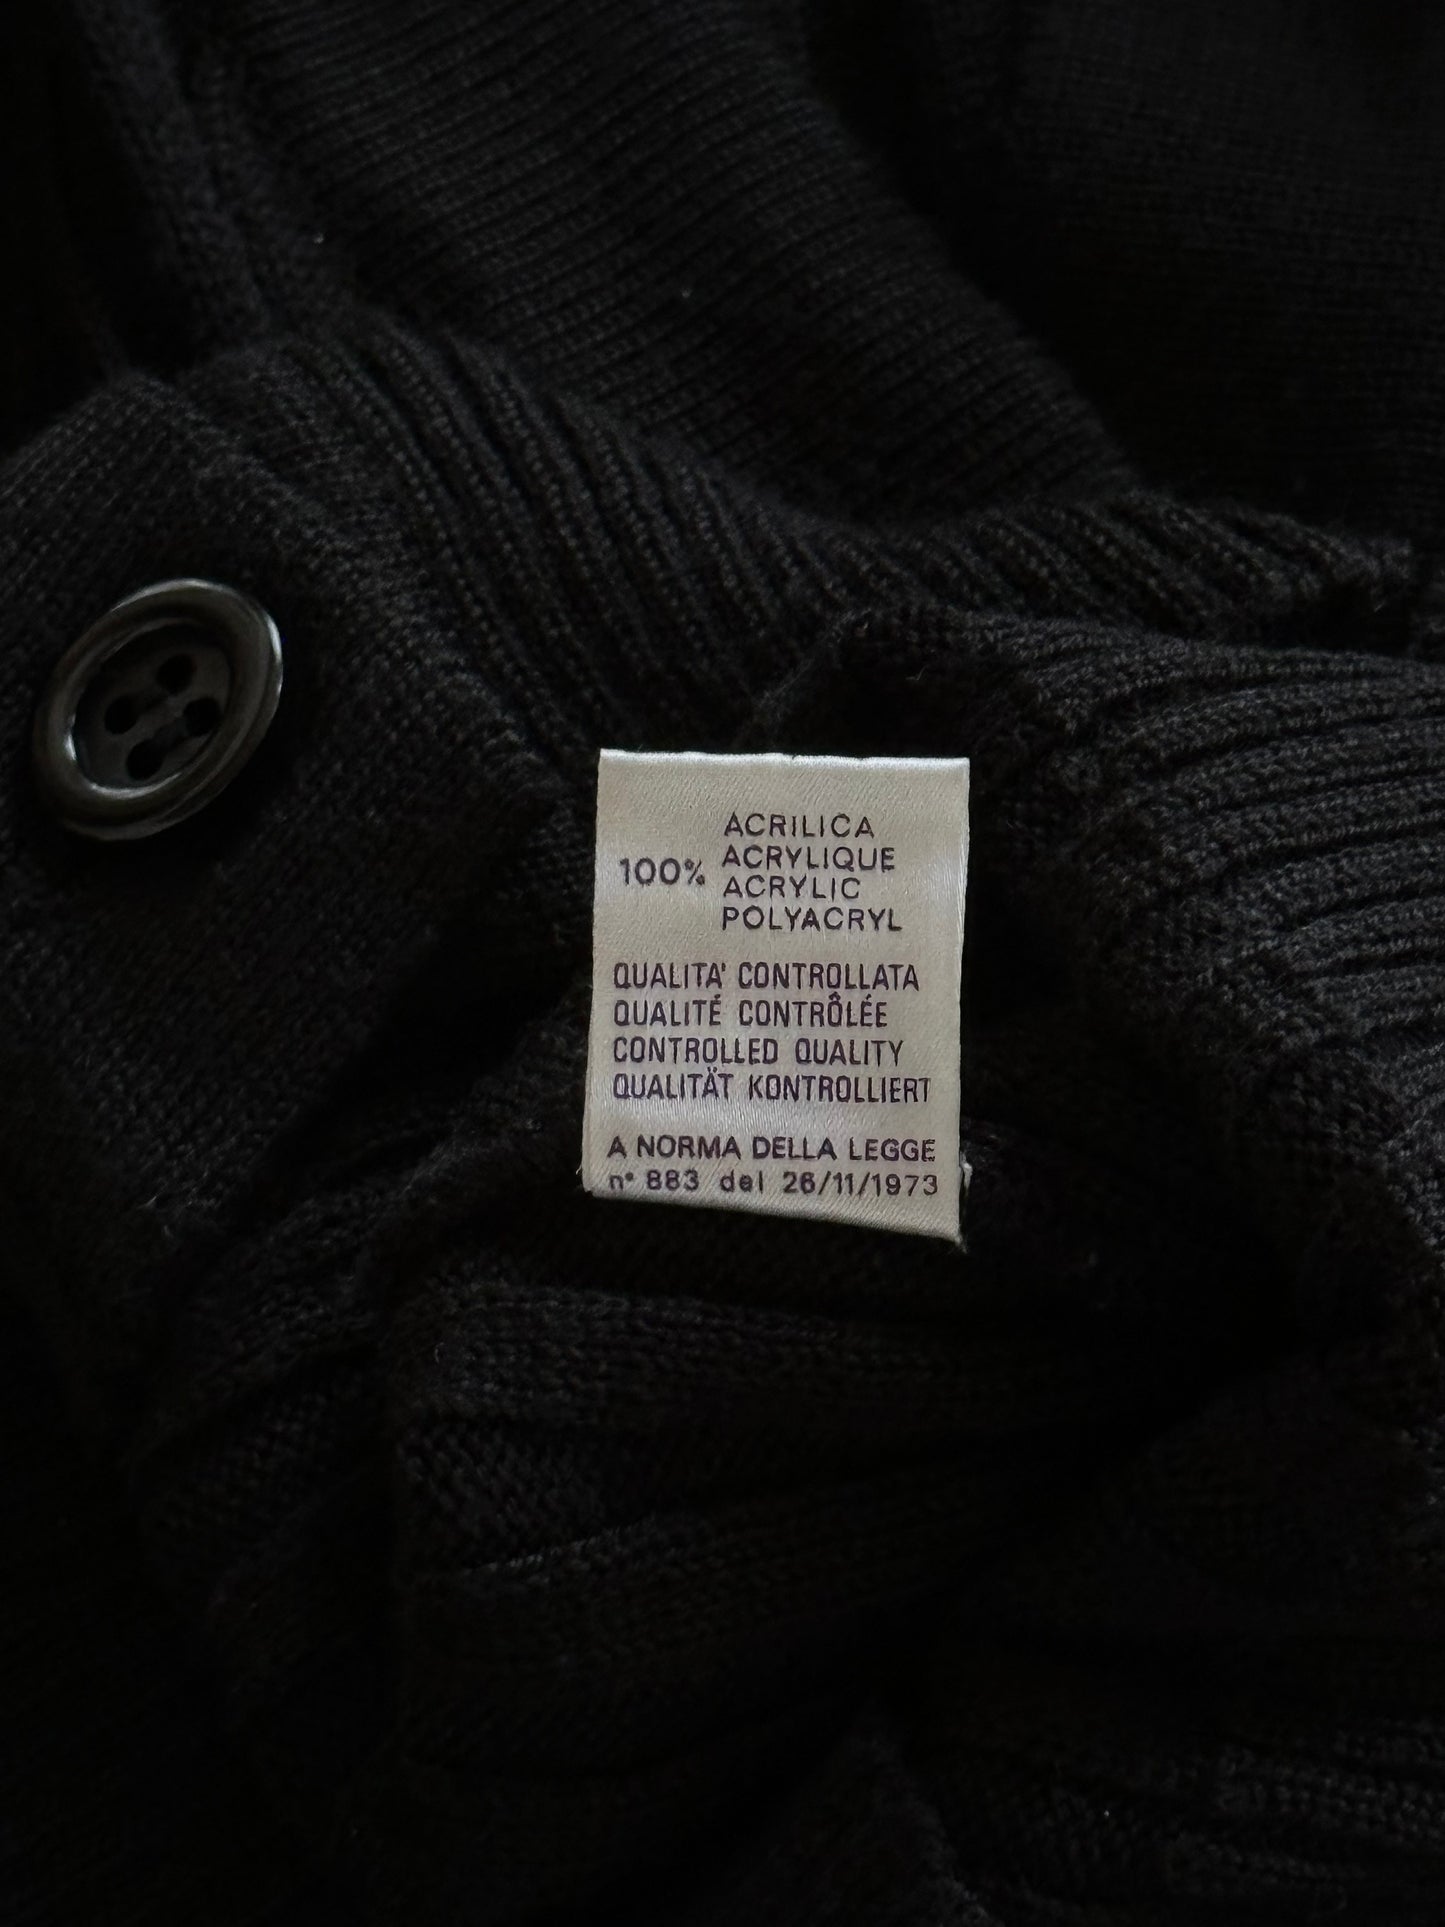 100% ACRILICA
ACRYLIQUE
ACRYLIC
POLYACRYL
QUALITA' CONTROLLATA
QUALITÉ CONTRÔLÉE
CONTROLLED QUALITY
QUALITÄT KONTROLLIERT
A NORMA DELLA LEGGE
n° 883 del 26/11/1973